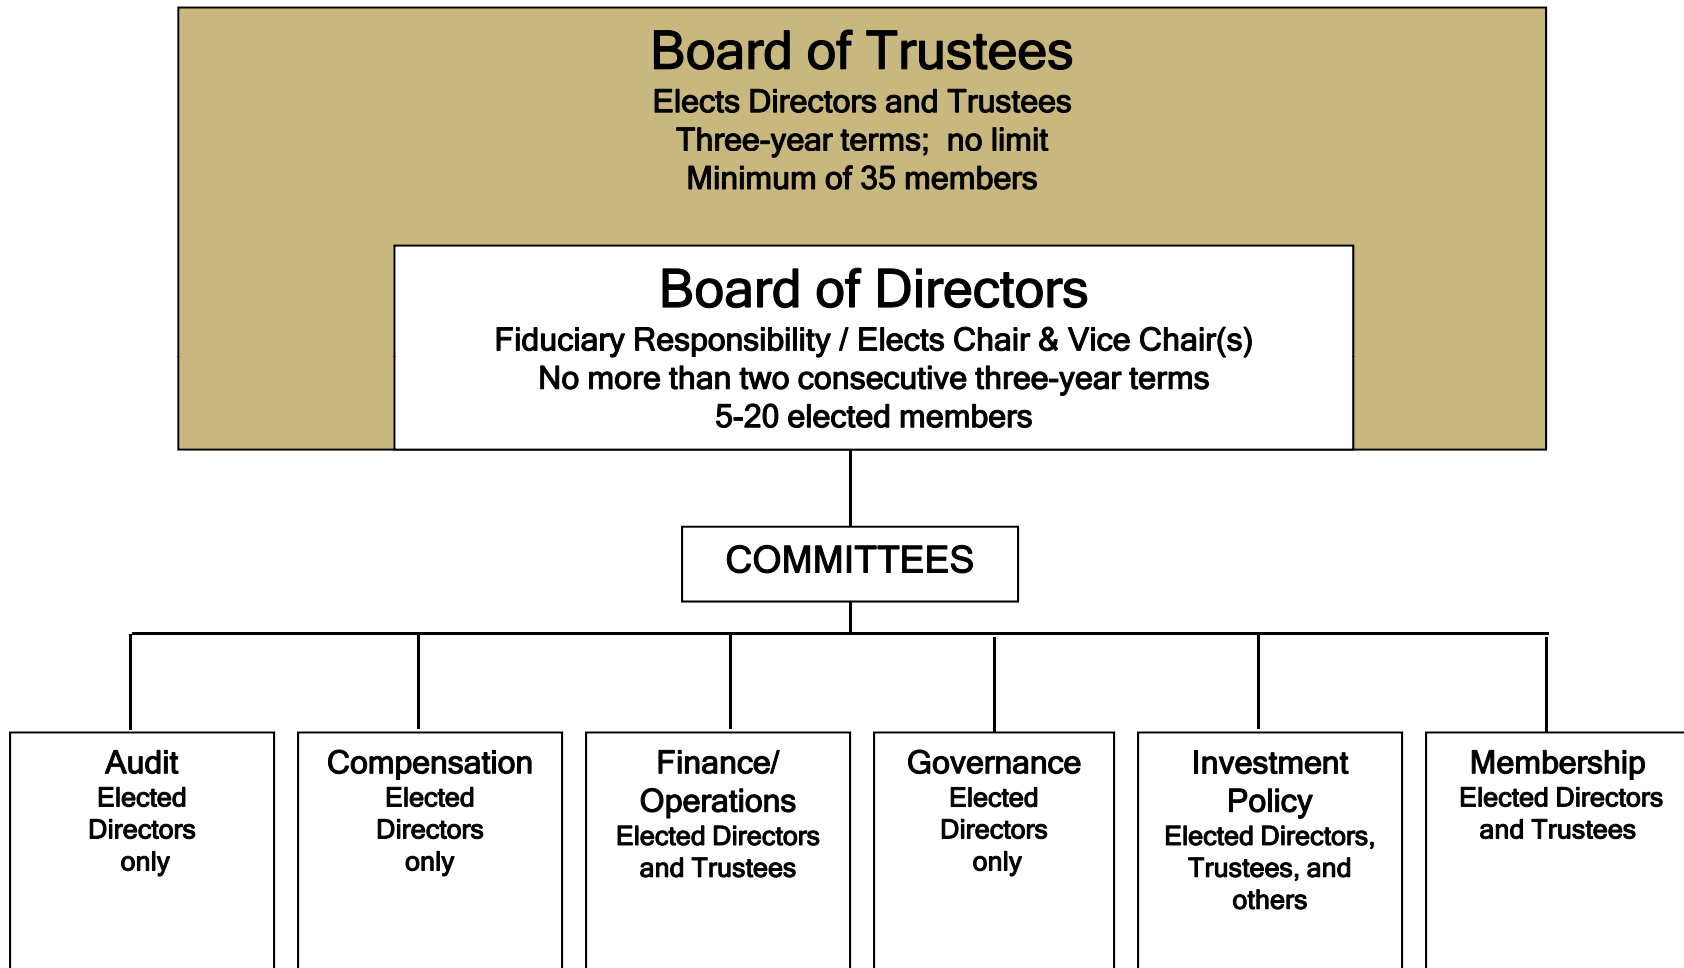 Board of Trustees
Elects Directors and Trustees
Three-year terms;  no limit
Minimum of 35 members
Board of Directors
Fiduciary Responsibility / Elects Chair & Vice Chair(s)
No more than two consecutive three-year terms
5-20 elected members
COMMITTEES
Audit
Elected
Directors
only
Compensation
Elected
Directors
only
Finance/
Operations
Elected Directors
and Trustees
Governance
Elected
Directors
only
Investment
Policy
Elected Directors,
Trustees, and
others
Membership
Elected Directors
and Trustees